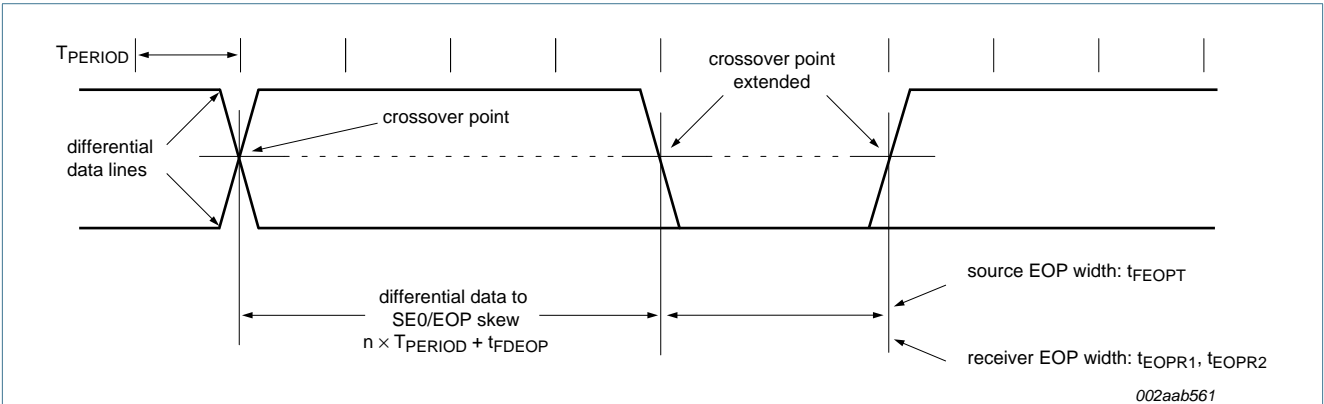 TPERIOD
crossover point
extended
crossover point
differential
data lines
differential data to
SE0/EOP skew
n × TPERIOD + tFDEOP
source EOP width: tFEOPT
receiver EOP width: tEOPR1, tEOPR2
002aab561